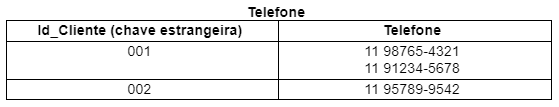 Telefone
Id_Cliente (chave estrangeira) Telefone
001 11 98765-4321
11 91234-5678
002 11 95789-9542